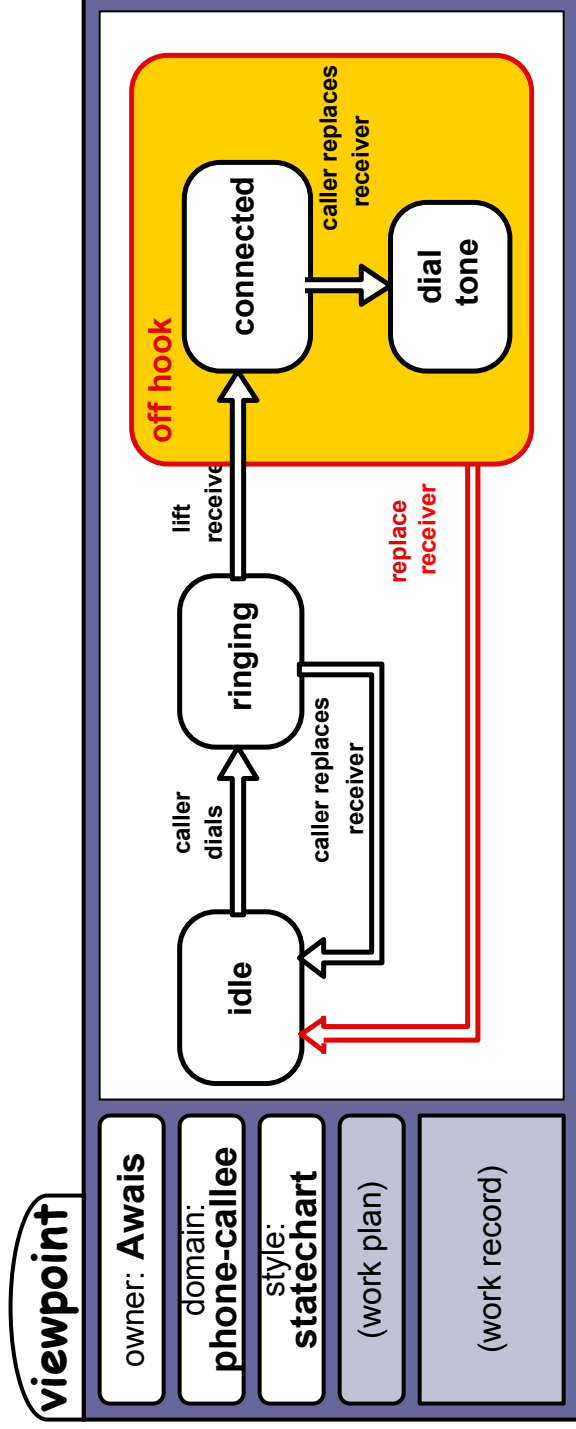 viewpoint
owner: Awais
domain:
phone-callee
style:
statechart
(work plan)
(work record)
idle
caller
dials
ringing
caller replaces
receiver
lift
receive
off hook
connected
caller replaces
receiver
dial
tone
replace
receiver